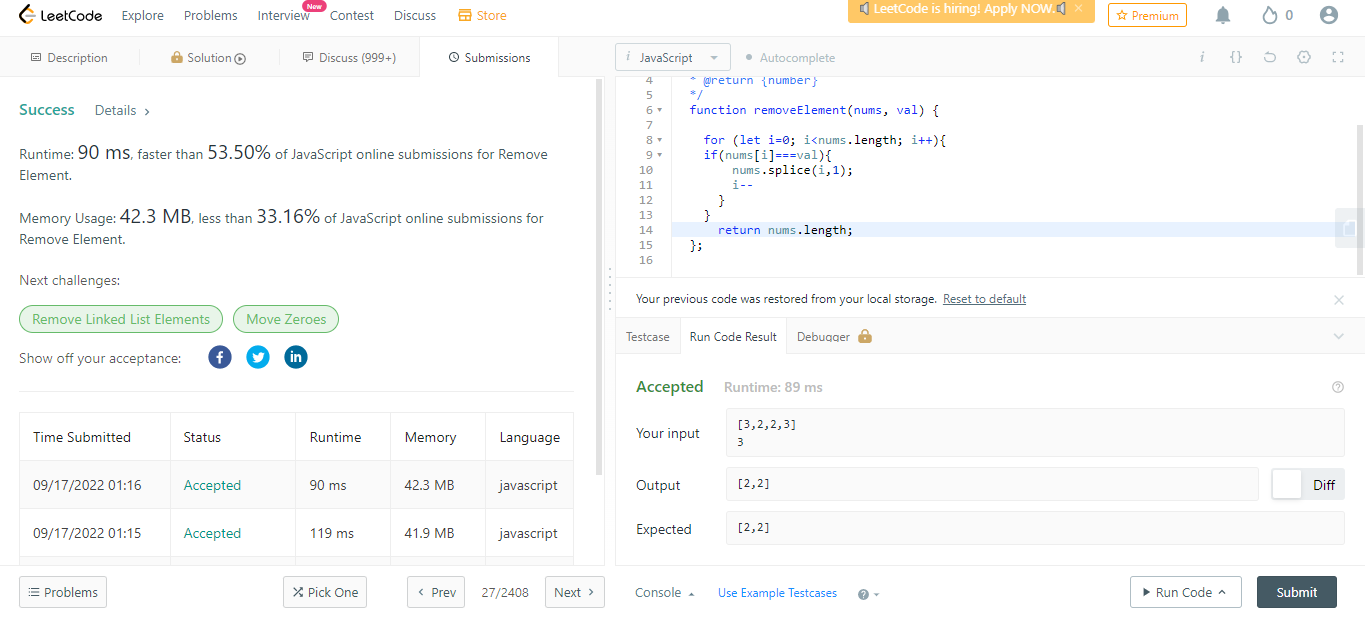 LeetCode Explore Problems Interview New Contest Discuss Store LeetCode is hiring! Apply NOW. × Premium 0
Description Solution Discuss (999+) Submissions
i JavaScript Autocomplete i {}
Success Details >
Runtime: 90 ms, faster than 53.50% of JavaScript online submissions for Remove
Element.
Memory Usage: 42.3 MB, less than 33.16% of JavaScript online submissions for
Remove Element.
Next challenges:
Remove Linked List Elements Move Zeroes
Show off your acceptance:
Time Submitted Status Runtime Memory Language
09/17/2022 01:16 Accepted 90 ms 42.3 MB javascript
09/17/2022 01:15 Accepted 119 ms 41.9 MB javascript
4 * @return {number}
5 */
6 function removeElement(nums, val) {
7
8 for (let i=0; i<nums.length; i++){
9 if(nums[i]===val){
10 nums.splice(i,1);
11 i--
12 }
13 }
14 return nums.length;
15 };
16
Your previous code was restored from your local storage. Reset to default
Testcase Run Code Result Debugger
Accepted Runtime: 89 ms
Your input
[3,2,2,3]
3
Output [2,2] Diff
Expected [2,2]
Problems Pick One < Prev 27/2408 Next > Console Use Example Testcases Run Code Submit